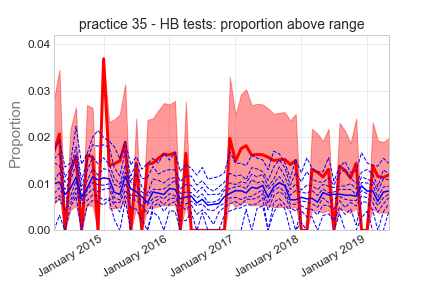 practice 35 - HB tests: proportion above range
0.04
0.03
0.02
0.01
0.00
Proportion
January 2015
January 2016
January 2017
January 2018
January 2019